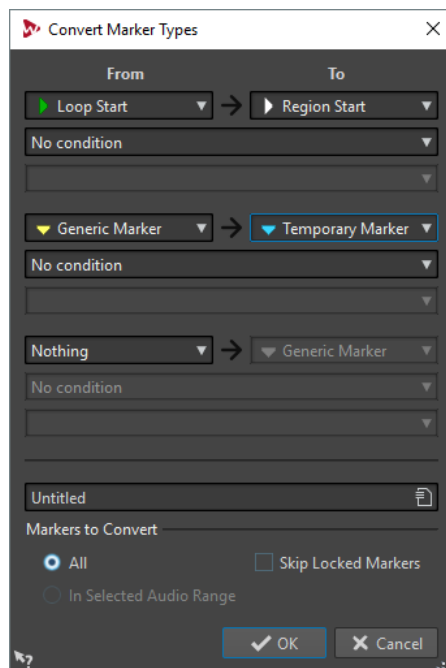 Convert Marker Types
From To
Loop Start Region Start
No condition
Generic Marker Temporary Marker
No condition
Nothing Generic Marker
No condition
Untitled
Markers to Convert
All Skip Locked Markers
In Selected Audio Range
OK Cancel
?